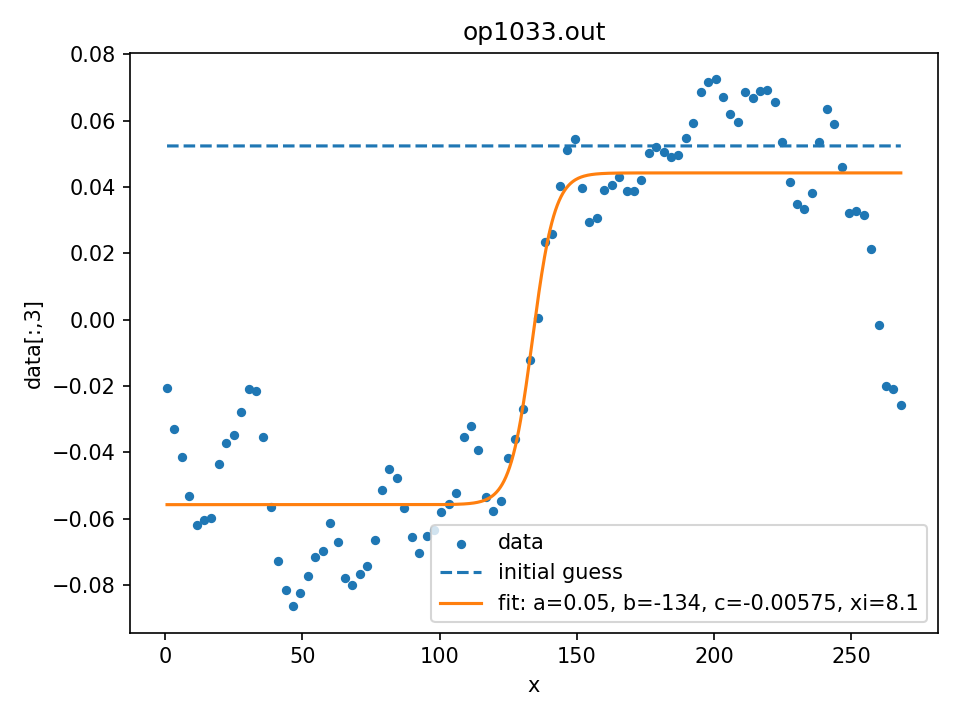 op1033.out
0.08
0.06
0.04
0.02
0.00
−0.02
−0.04
−0.06
−0.08
data[:,3]
data
initial guess
fit: a=0.05, b=-134, c=-0.00575, xi=8.1
0 50 100 150 200 250
x